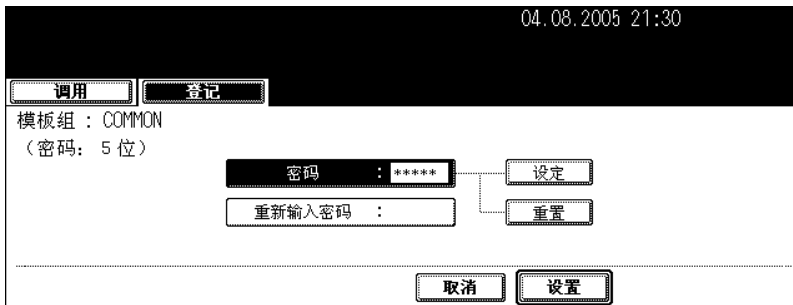 04.08.2005 21:30
调用 登记
模板组 : COMMON
（密码: 5位）
密码 : ***** 设定
重新输入密码 : 重置
取消 设置